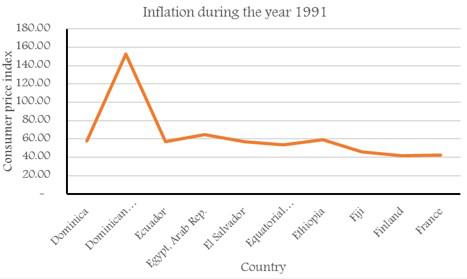 Inflation during the year 1991
Consumer price index
180.00
160.00
140.00
120.00
100.00
80.00
60.00
40.00
20.00
-
Dominica
Dominican...
Ecuador
Egypt, Arab Rep.
El Salvador
Equatorial...
Ethiopia
Fiji
Finland
France
Country